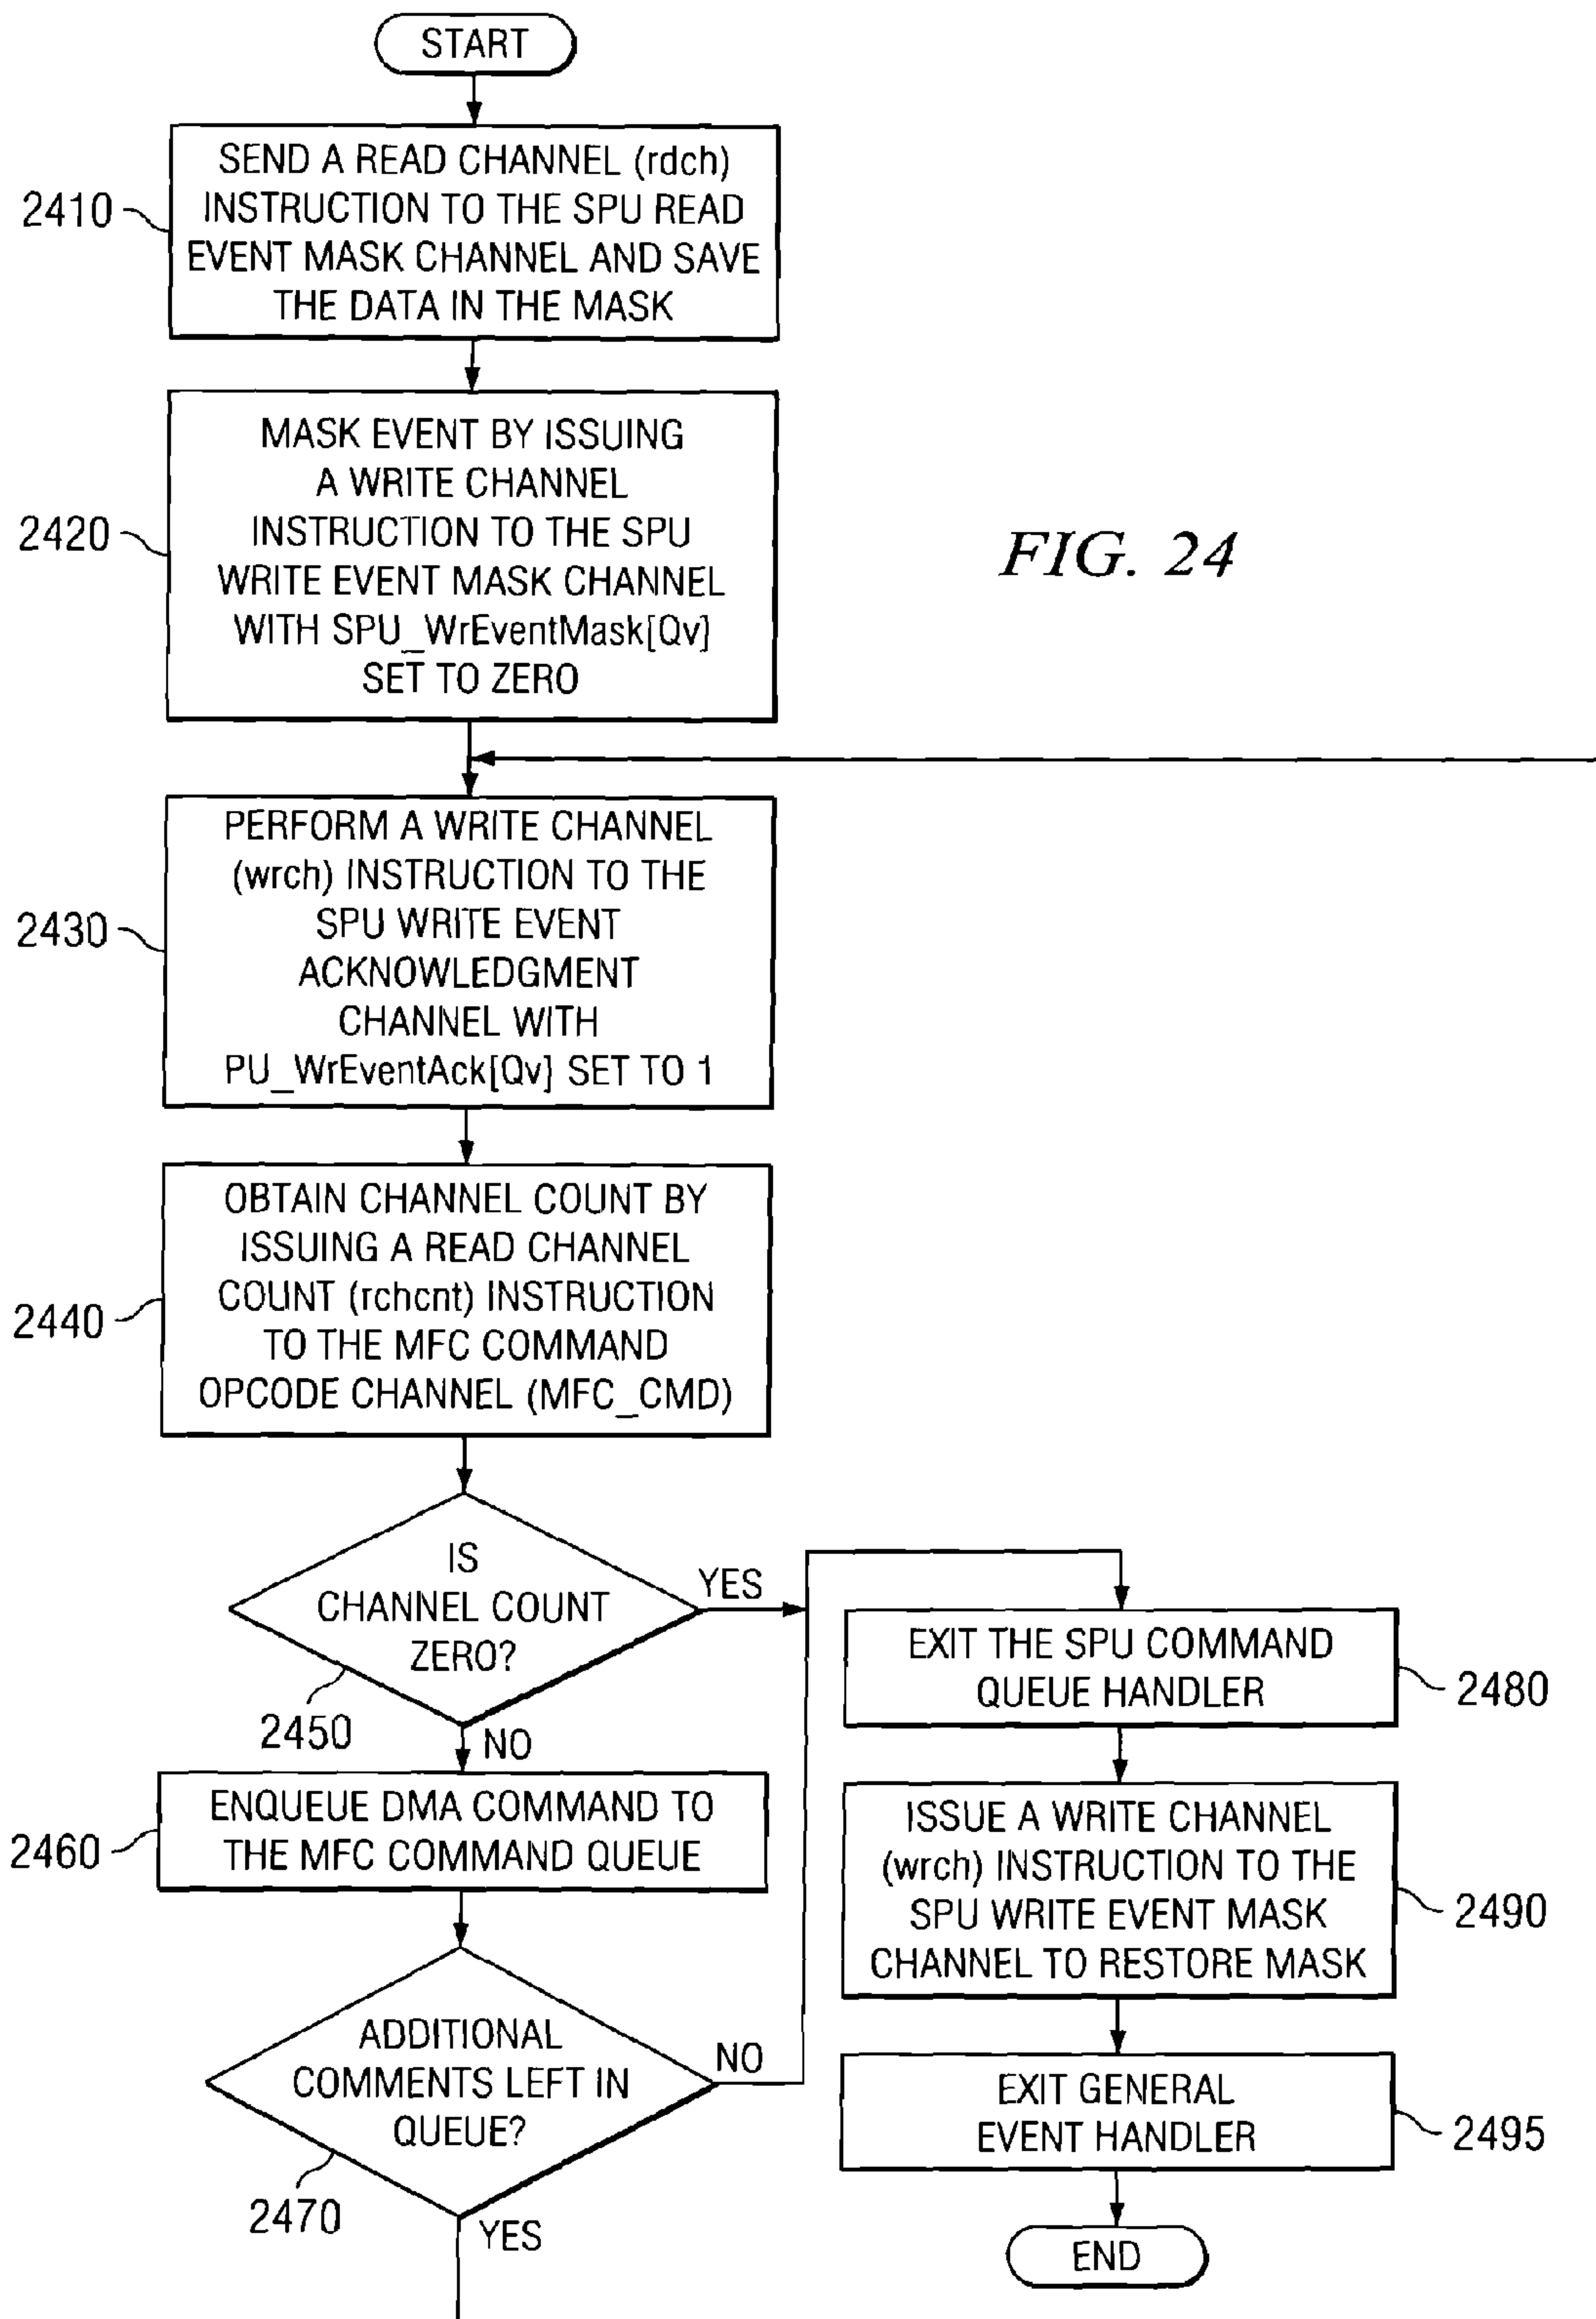 START
SEND A READ CHANNEL (rdch)
INSTRUCTION TO THE SPU READ
EVENT MASK CHANNEL AND SAVE
THE DATA IN THE MASK
2410
MASK EVENT BY ISSUING
A WRITE CHANNEL
INSTRUCTION TO THE SPU
WRITE EVENT MASK CHANNEL
WITH SPU_WrEventMask[Qv]
SET TO ZERO
2420
FIG. 24
PERFORM A WRITE CHANNEL
(wrch) INSTRUCTION TO THE
SPU WRITE EVENT
ACKNOWLEDGMENT
CHANNEL WITH
PU_WrEventAck[Qv] SET TO 1
2430
OBTAIN CHANNEL COUNT BY
ISSUING A READ CHANNEL
COUNT (rchcnt) INSTRUCTION
TO THE MFC COMMAND
OPCODE CHANNEL (MFC_CMD)
2440
IS
CHANNEL COUNT
ZERO?
YES
2450
NO
ENQUEUE DMA COMMAND TO
THE MFC COMMAND QUEUE
2460
ADDITIONAL
COMMENTS LEFT IN
QUEUE?
NO
2470
YES
EXIT THE SPU COMMAND
QUEUE HANDLER
2480
ISSUE A WRITE CHANNEL
(wrch) INSTRUCTION TO THE
SPU WRITE EVENT MASK
CHANNEL TO RESTORE MASK
2490
EXIT GENERAL
EVENT HANDLER
2495
END